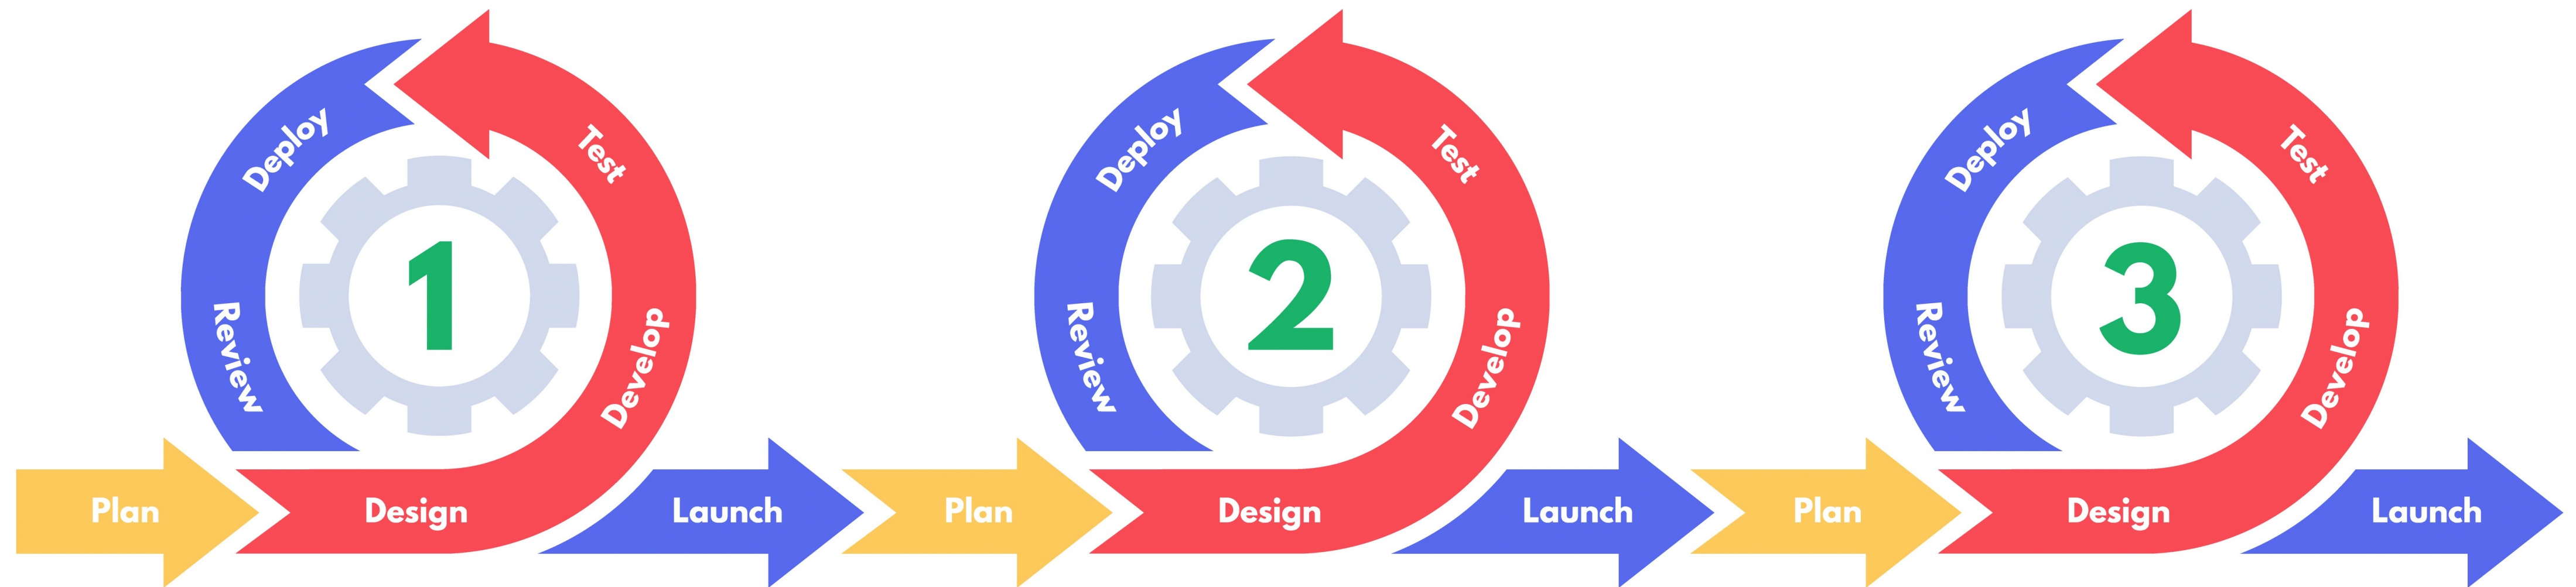 Plan
Design
Develop
Test
Deploy
Review
1
Launch
Plan
Design
Develop
Test
Deploy
Review
2
Launch
Plan
Design
Develop
Test
Deploy
Review
3
Launch